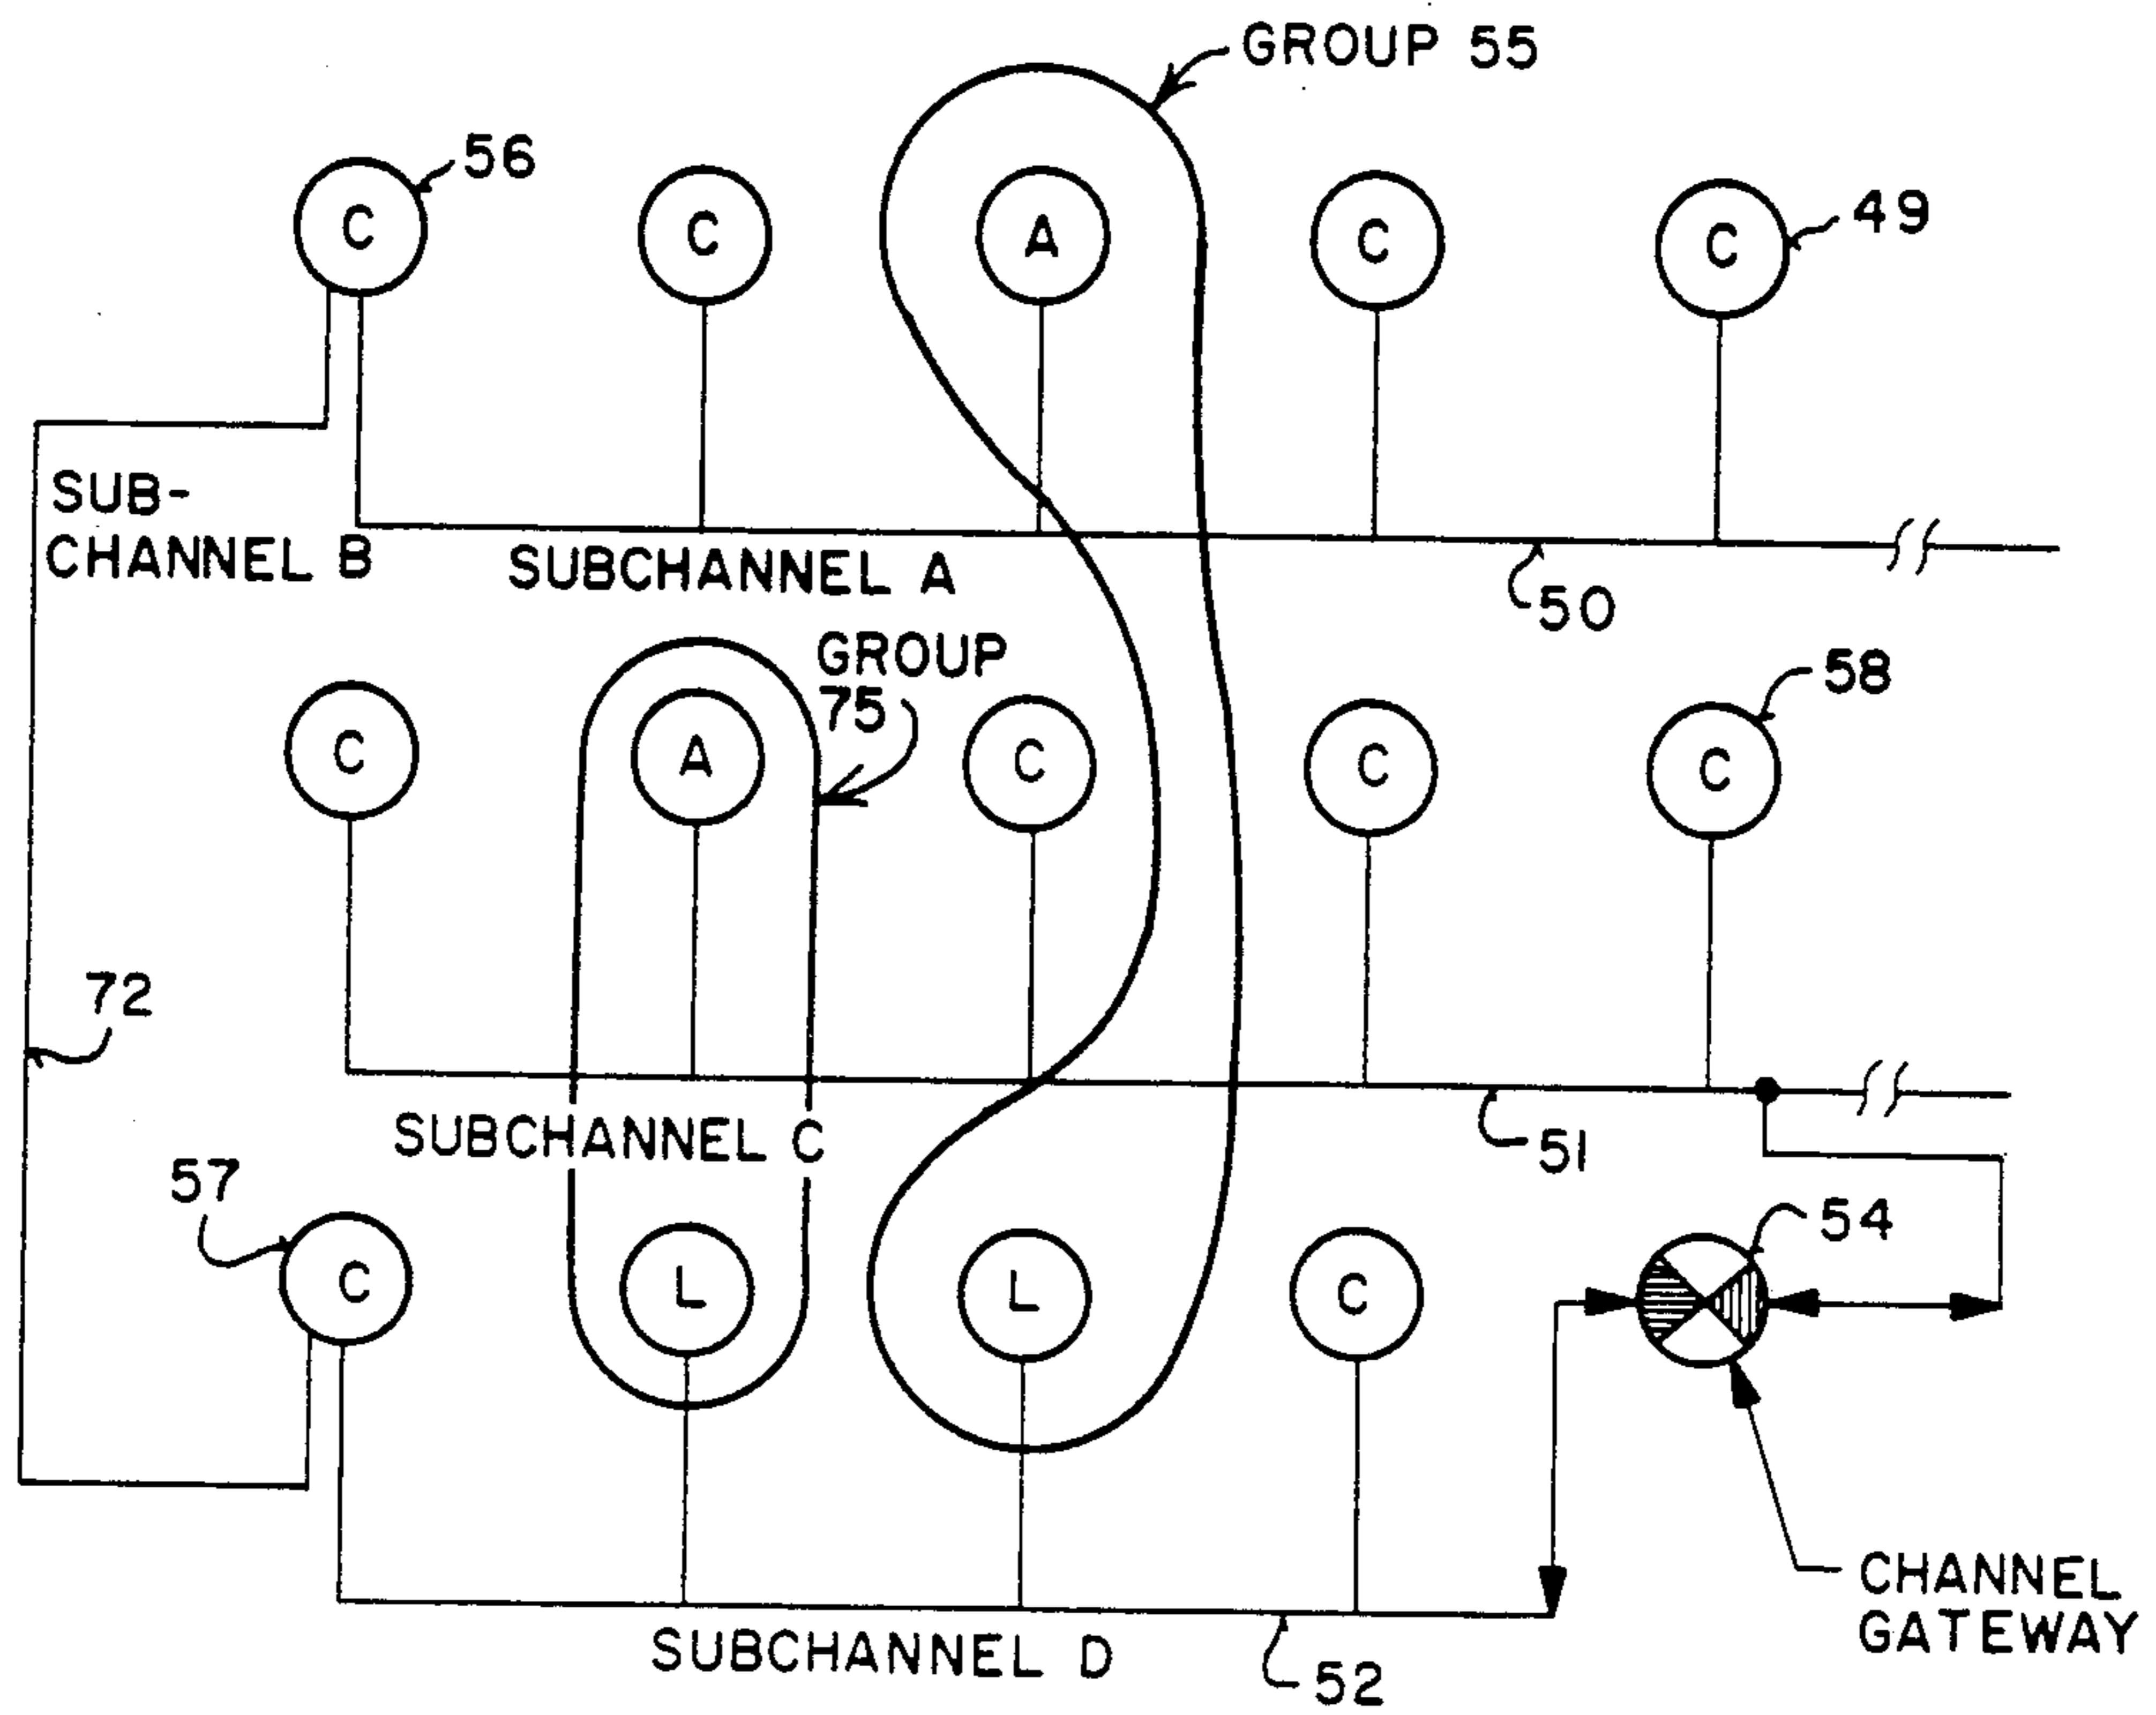 GROUP 55
56
C
C
A
C
C
49
SUB-
CHANNEL B
SUBCHANNEL A
50
GROUP
75
58
C
A
C
C
C
72
SUBCHANNEL C
51
57
54
C
L
L
C
CHANNEL
GATEWAY
SUBCHANNEL D
52